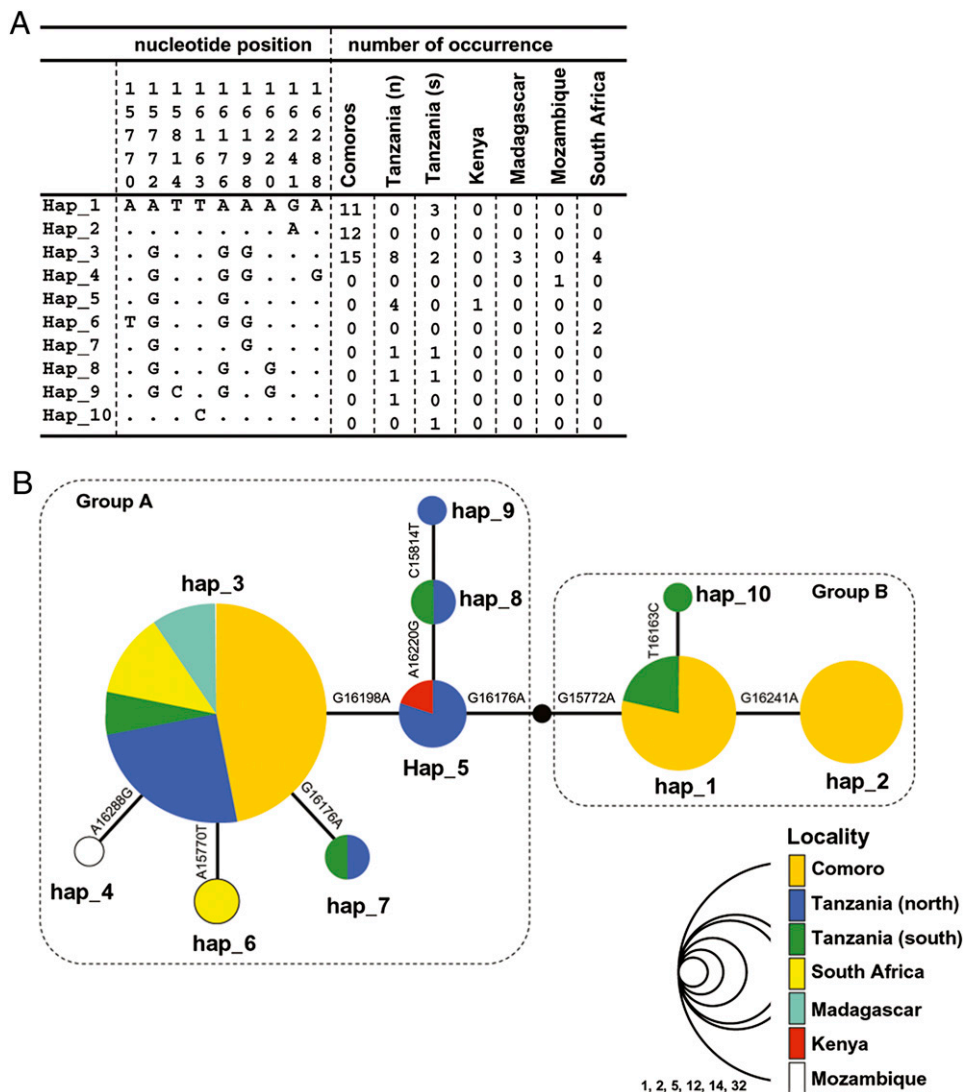 A
nucleotide position number of occurrence
1 1 1 1 1 1 1 1 1
5 5 5 6 6 6 6 6 6
7 7 8 1 1 1 2 2 2
7 7 1 6 7 9 2 4 8
0 2 4 3 6 8 0 1 8
Comoros
Tanzania (n)
Tanzania (s)
Kenya
Madagascar
Mozambique
South Africa
Hap_1 A A T T A A A G A 11 0 3 0 0 0 0
Hap_2 . . . . . . . A . 12 0 0 0 0 0 0
Hap_3 . G . . G G . . . 15 8 2 0 3 0 4
Hap_4 . G . . G G . . G 0 0 0 0 0 1 0
Hap_5 . G . . G . . . . 0 4 0 1 0 0 0
Hap_6 T G . . G G . . . 0 0 0 0 0 0 2
Hap_7 . G . . . G . . . 0 1 1 0 0 0 0
Hap_8 . G . . G . G . . 0 1 1 0 0 0 0
Hap_9 . G C . G . G . . 0 1 0 0 0 0 0
Hap_10 . . . C . . . . . 0 0 1 0 0 0 0
B
Group A
hap_9
C15814T
hap_3
hap_8
A16220G
G16198A
Hap_5
G16176A
A16288G
hap_4
A15770T
hap_6
G16176A
hap_7
Group B
hap_10
T16163C
G15772A
hap_1
G16241A
hap_2
Locality
Comoro
Tanzania (north)
Tanzania (south)
South Africa
Madagascar
Kenya
Mozambique
1, 2, 5, 12, 14, 32